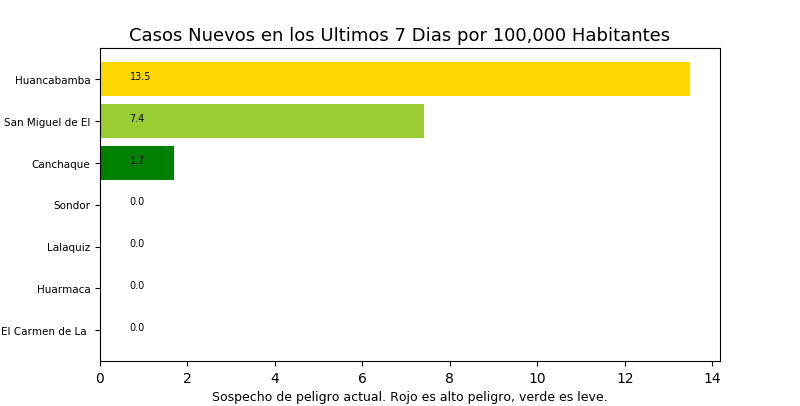 Casos Nuevos en los Ultimos 7 Dias por 100,000 Habitantes
Huancabamba 13.5
San Miguel de El 7.4
Canchaque 1.7
Sondor 0.0
Lalaquiz 0.0
Huarmaca 0.0
El Carmen de La 0.0
0 2 4 6 8 10 12 14
Sospecho de peligro actual. Rojo es alto peligro, verde es leve.